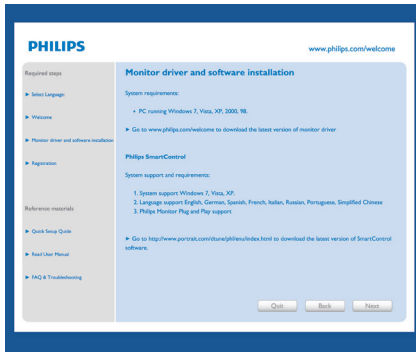 PHILIPS
www.philips.com/welcome
Required steps
► Select Language:
► Welcome
► Monitor driver and software installation
► Registration
Reference materials
► Quick Setup Guide
► Read User Manual
► FAQ & Troubleshooting
Monitor driver and software installation
System requirements:
• PC running Windows 7, Vista, XP, 2000, 98.
► Go to www.philips.com/welcome to download the latest version of monitor driver
Philips SmartControl
System support and requirements:
1. System support Windows 7, Vista, XP.
2. Language support English, German, Spanish, French, Italian, Russian, Portuguese, Simplified Chinese
3. Philips Monitor Plug and Play support
► Go to http://www.portrait.com/dtune/phl/enu/index.html to download the latest version of SmartControl
software.
Quit
Back
Next